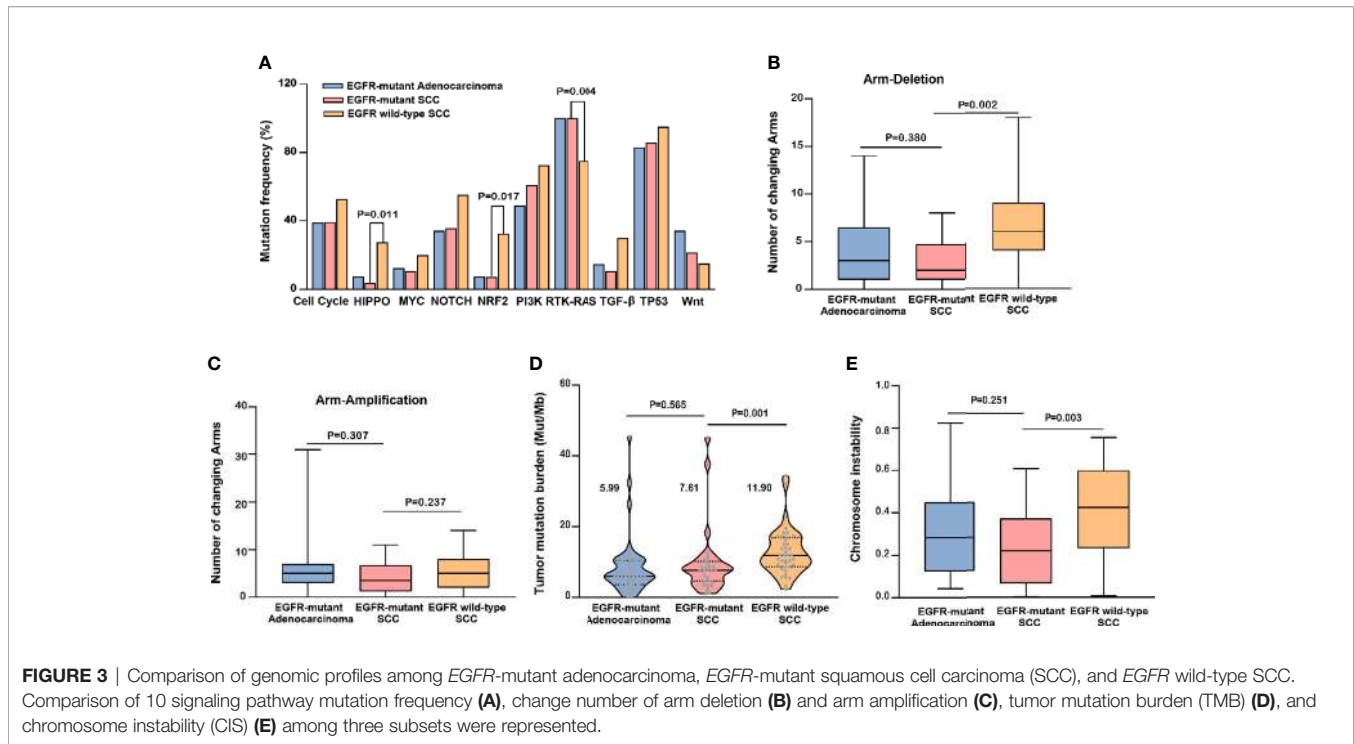 A
120
80
40
0
Mutation frequency (%)
EGFR-mutant Adenocarcinoma
EGFR-mutant SCC
EGFR wild-type SCC
P=0.011
P=0.017
P=0.004
Cell Cycle HIPPO MYC NOTCH NRF2 PI3K RTK-RAS TGF-β TP53 Wnt
B
Arm-Deletion
20
15
10
5
0
Number of changing Arms
P=0.380
P=0.002
EGFR-mutant EGFR-mutant EGFR wild-type
Adenocarcinoma SCC SCC
C
Arm-Amplification
40
30
20
10
0
Number of changing Arms
P=0.307
P=0.237
EGFR-mutant EGFR-mutant EGFR wild-type
Adenocarcinoma SCC SCC
D
60
40
20
0
Tumor mutation burden (Mut/Mb)
P=0.565
P=0.001
5.99
7.61
11.90
EGFR-mutant EGFR-mutant EGFR wild-type
Adenocarcinoma SCC SCC
E
1.0
0.8
0.6
0.4
0.2
0.0
Chromosome instability
P=0.251
P=0.003
EGFR-mutant EGFR-mutant EGFR wild-type
Adenocarcinoma SCC SCC
FIGURE 3 | Comparison of genomic profiles among EGFR-mutant adenocarcinoma, EGFR-mutant squamous cell carcinoma (SCC), and EGFR wild-type SCC.
Comparison of 10 signaling pathway mutation frequency (A), change number of arm deletion (B) and arm amplification (C), tumor mutation burden (TMB) (D), and
chromosome instability (CIS) (E) among three subsets were represented.